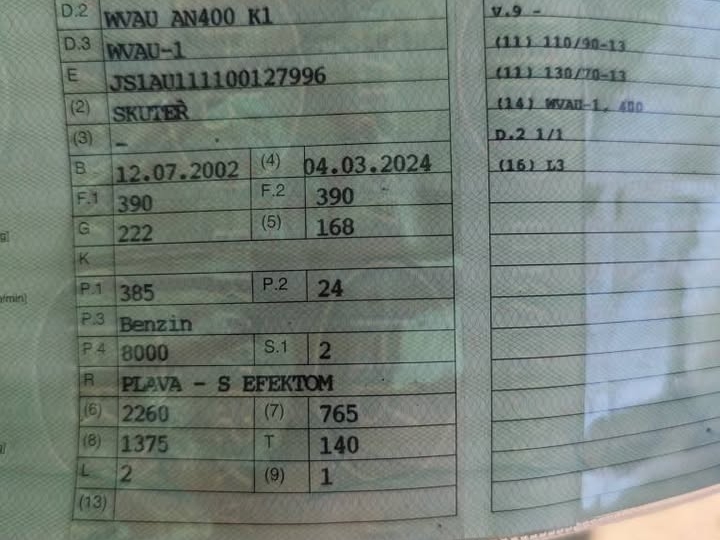 D.2 WVAU AN400 K1
D.3 WVAU-1
E JS1AU111100127996
(2) SKUTER
(3) -
B 12.07.2002 (4) 04.03.2024
F.1 390 F.2 390
G 222 (5) 168
K
P.1 385 P.2 24
P.3 Benzin
P.4 8000 S.1 2
R PLAVA - S EFEKTOM
(6) 2260 (7) 765
(8) 1375 T 140
L 2 (9) 1
(13)
V.9 -
(11) 110/90-13
(11) 130/70-13
(14) WVAU-1, 400
D.2 1/1
(16) L3